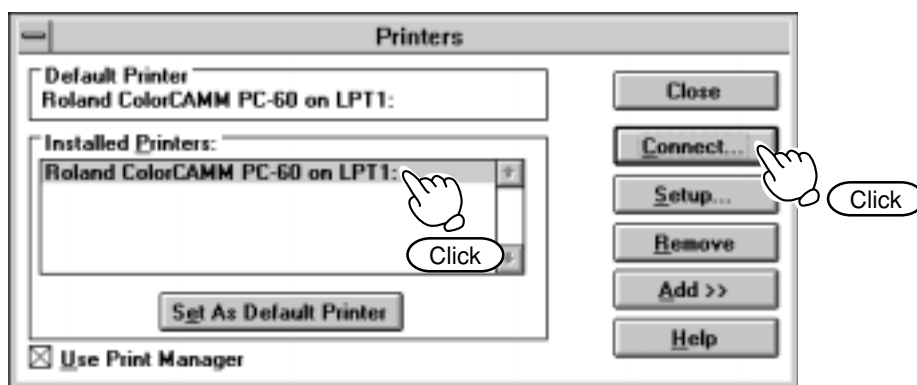 Printers
Default Printer
Roland ColorCAMM PC-60 on LPT1:
Installed Printers:
Roland ColorCAMM PC-60 on LPT1:
Click
Set As Default Printer
Use Print Manager
Close
Connect...
Click
Setup...
Remove
Add >>
Help